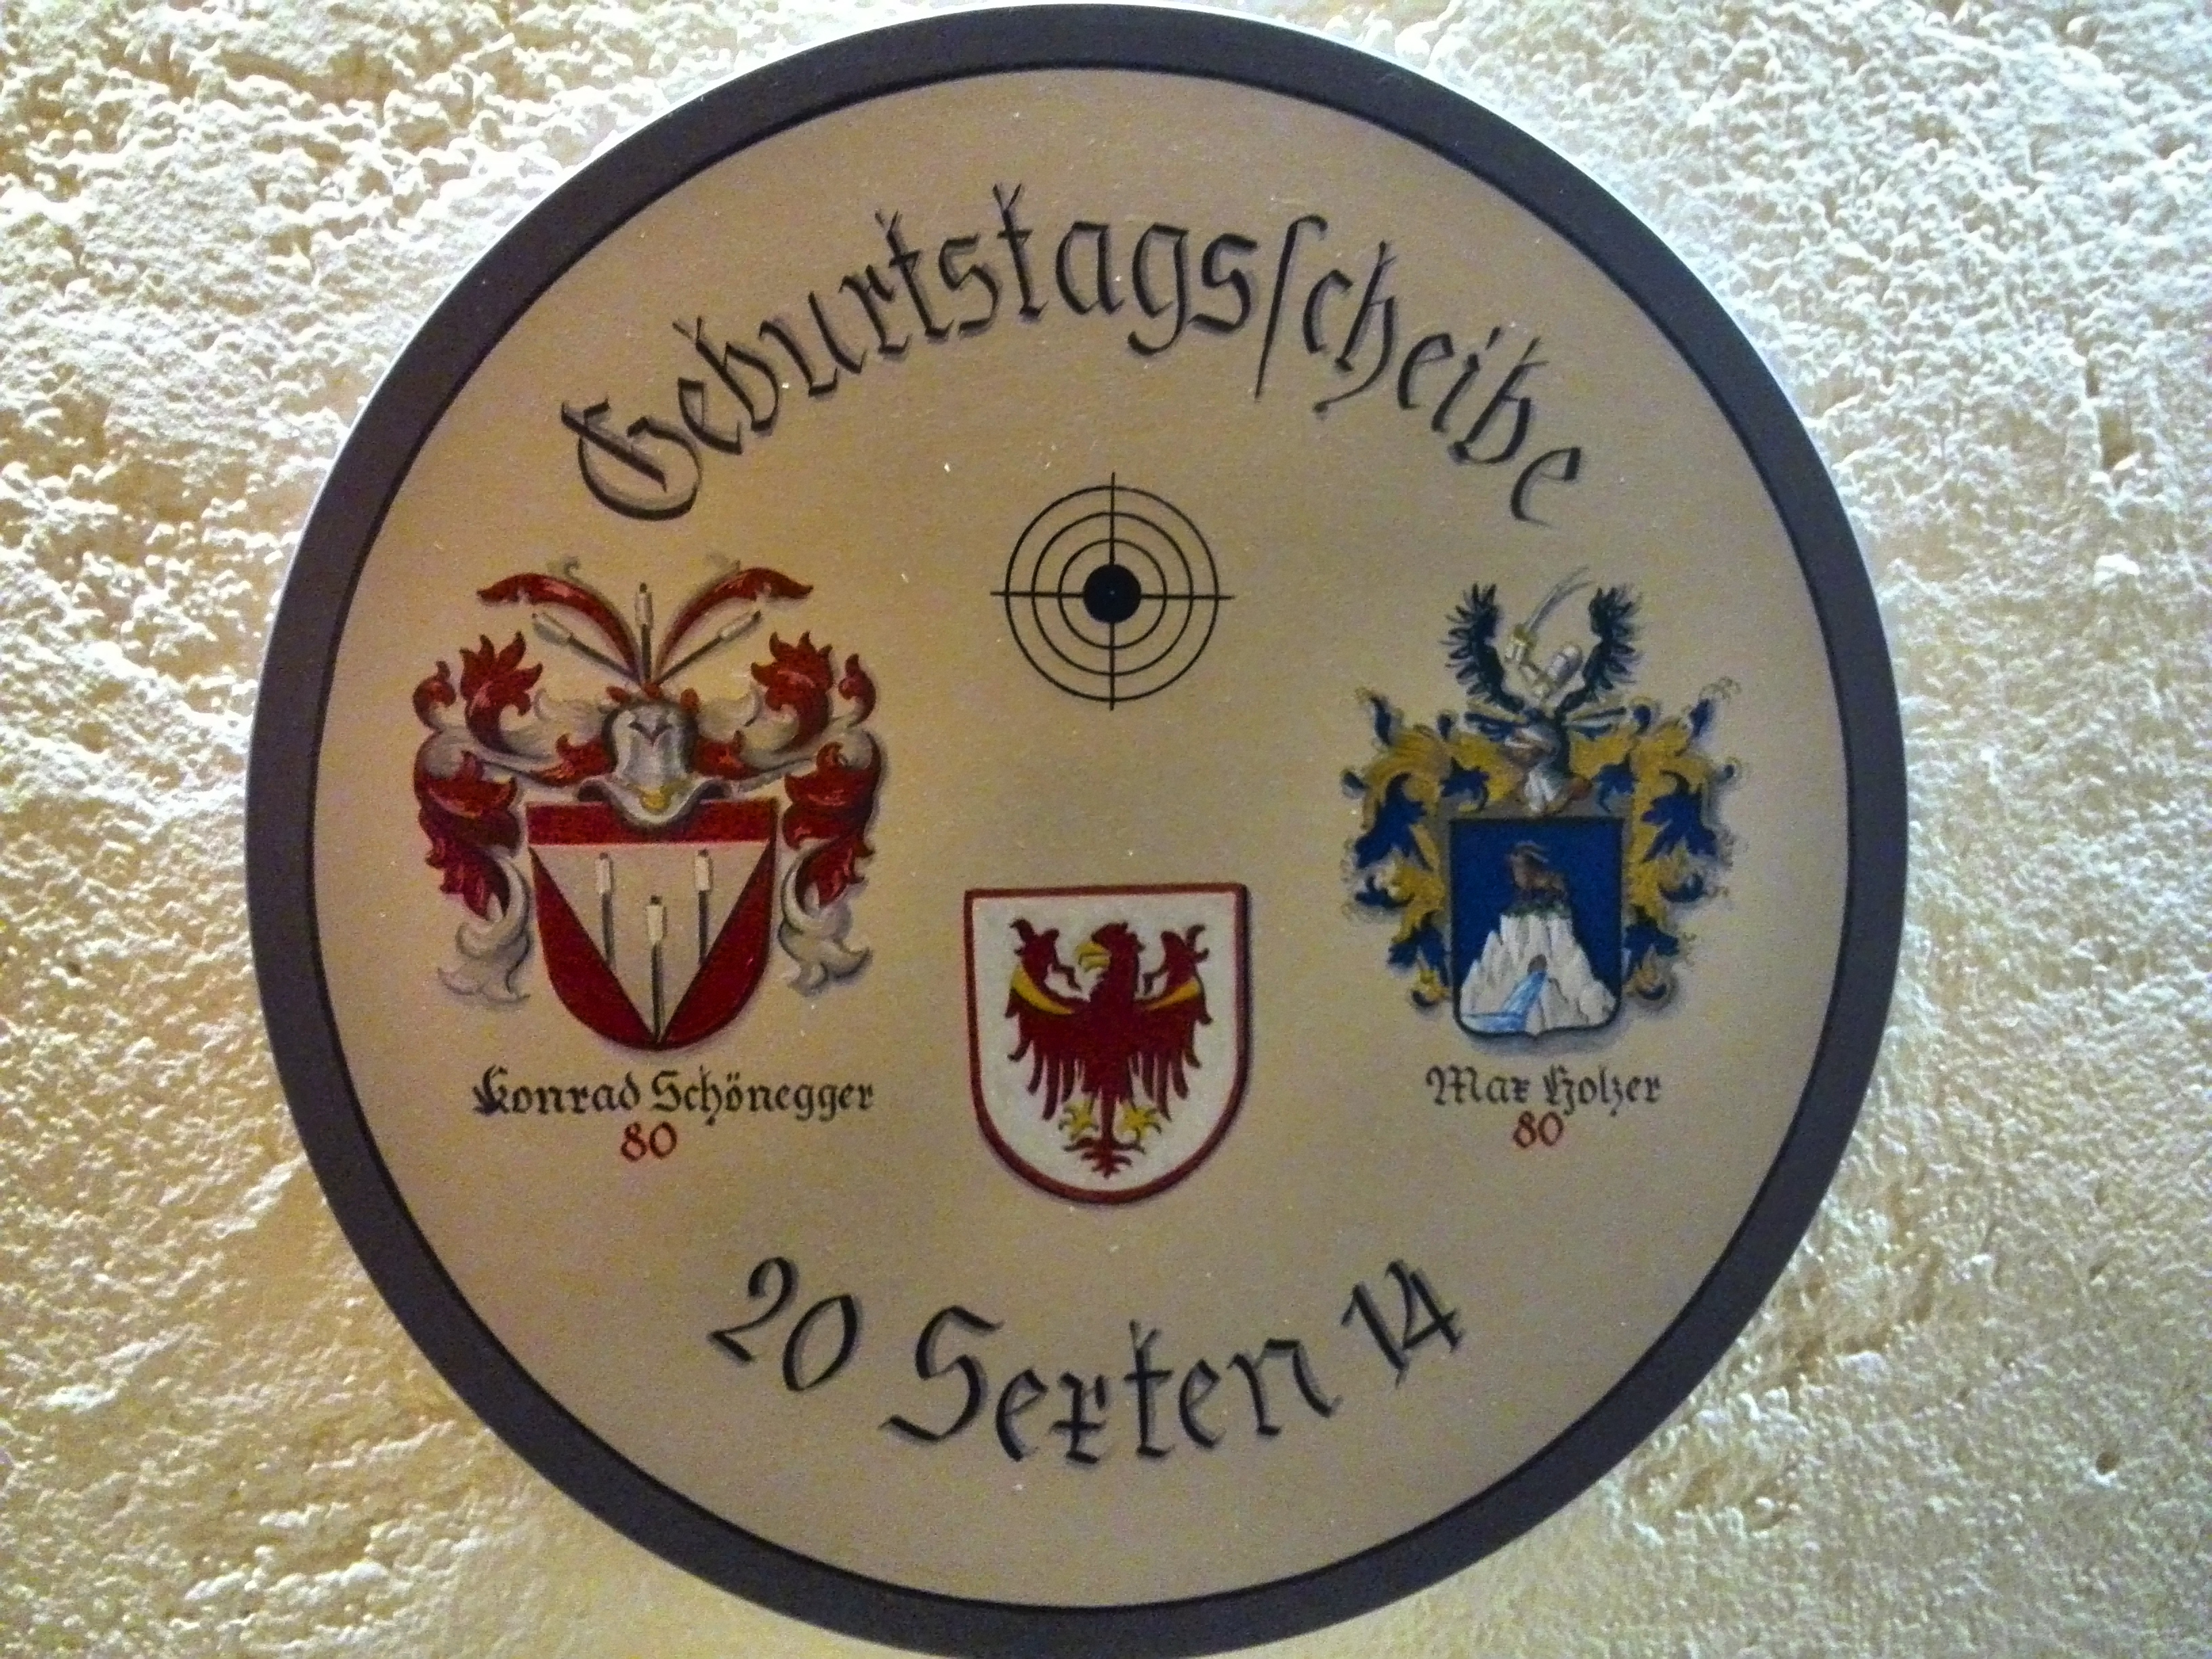 Geburtstagsſcheibe
Konrad Schönegger
80
Max Holzer
80
20 Sexten 14